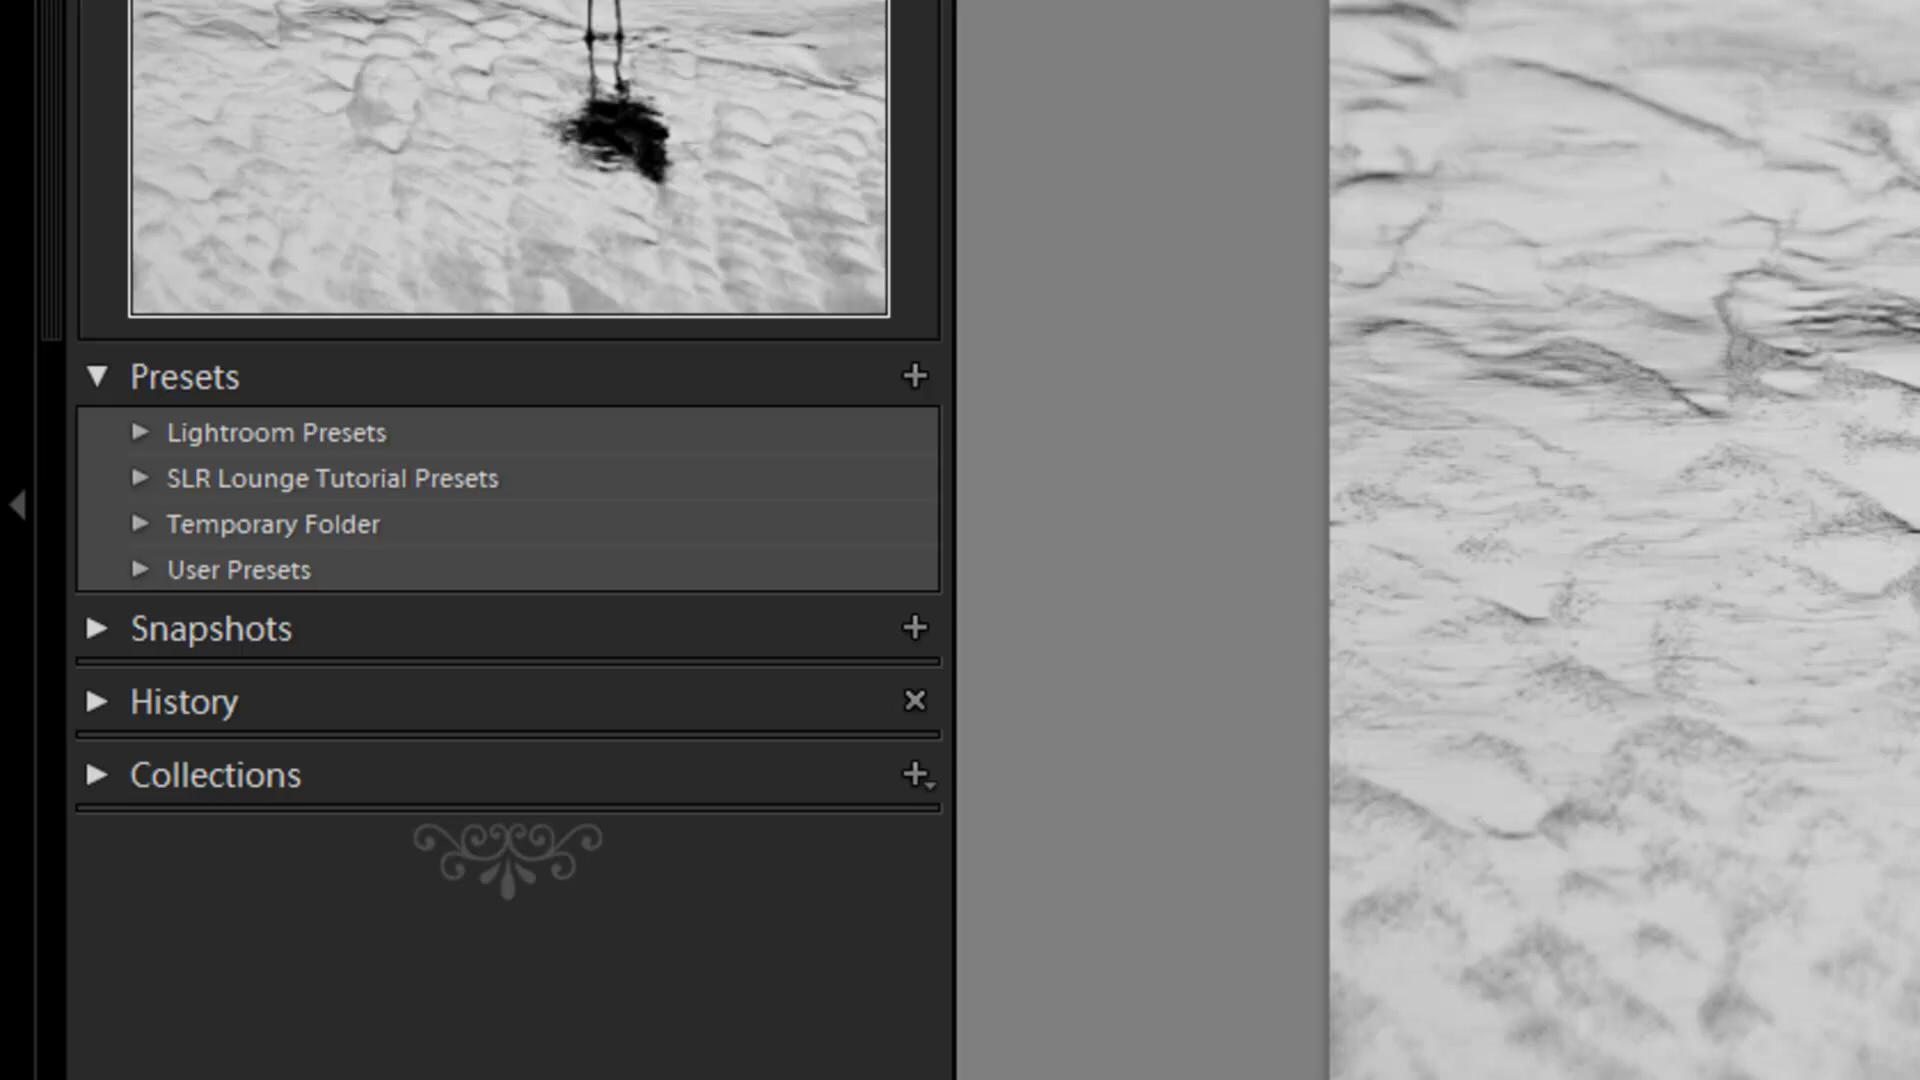 Presets
Lightroom Presets
SLR Lounge Tutorial Presets
Temporary Folder
User Presets
Snapshots
History
Collections